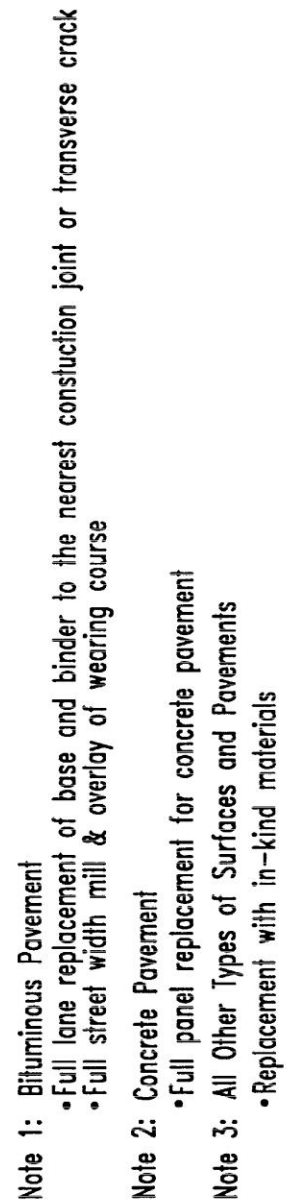 Note 1: Bituminous Pavement
•Full lane replacement of base and binder to the nearest constuction joint or transverse crack
•Full street width mill & overlay of wearing course
Note 2: Concrete Pavement
•Full panel replacement for concrete pavement
Note 3: All Other Types of Surfaces and Pavements
•Replacement with in-kind materials